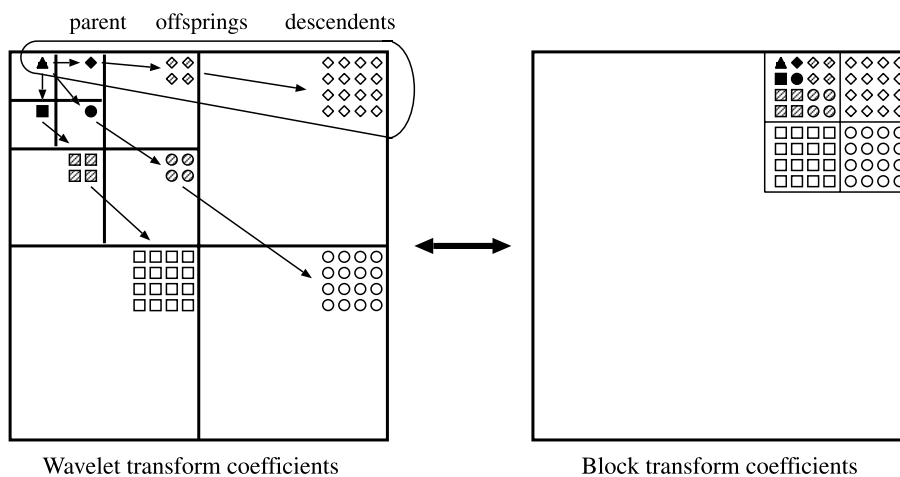 parent offsprings descendents
Wavelet transform coefficients
Block transform coefficients